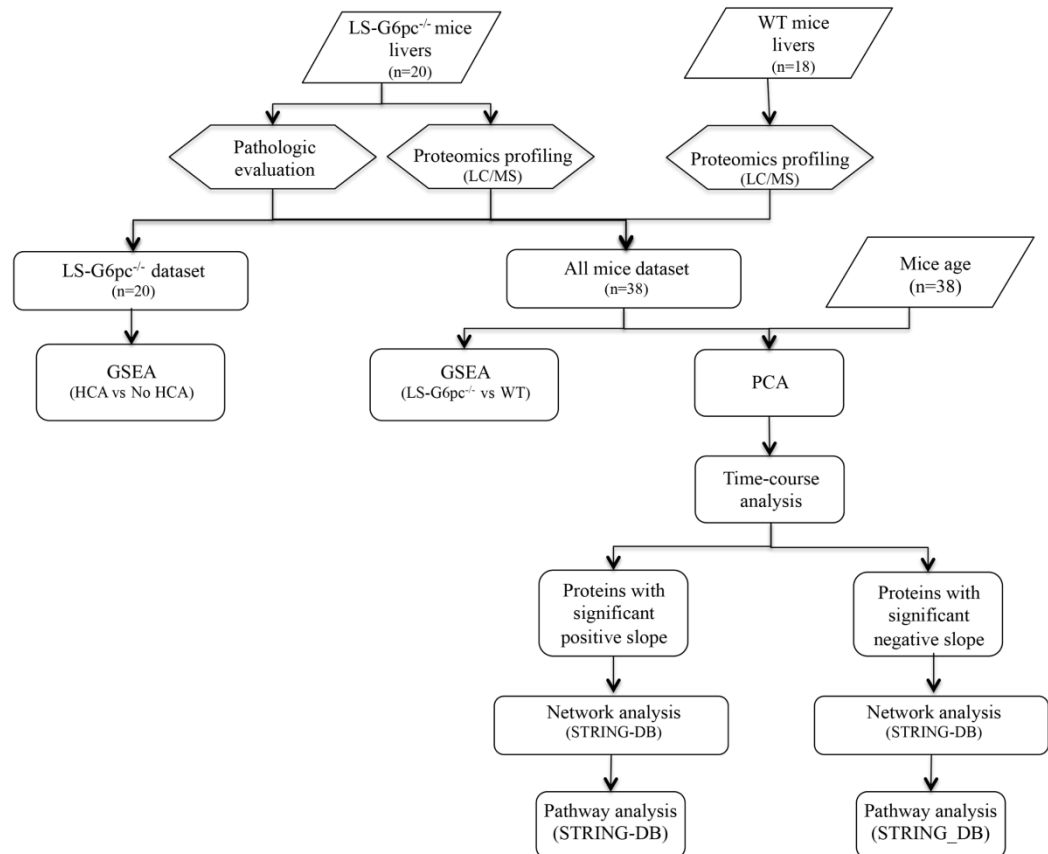 LS-G6pc⁻/⁻ mice
livers
(n=20)
WT mice
livers
(n=18)
Pathologic
evaluation
Proteomics profiling
(LC/MS)
Proteomics profiling
(LC/MS)
LS-G6pc⁻/⁻ dataset
(n=20)
All mice dataset
(n=38)
Mice age
(n=38)
GSEA
(HCA vs No HCA)
GSEA
(LS-G6pc⁻/⁻ vs WT)
PCA
Time-course
analysis
Proteins with
significant
positive slope
Proteins with
significant
negative slope
Network analysis
(STRING-DB)
Network analysis
(STRING-DB)
Pathway analysis
(STRING-DB)
Pathway analysis
(STRING_DB)